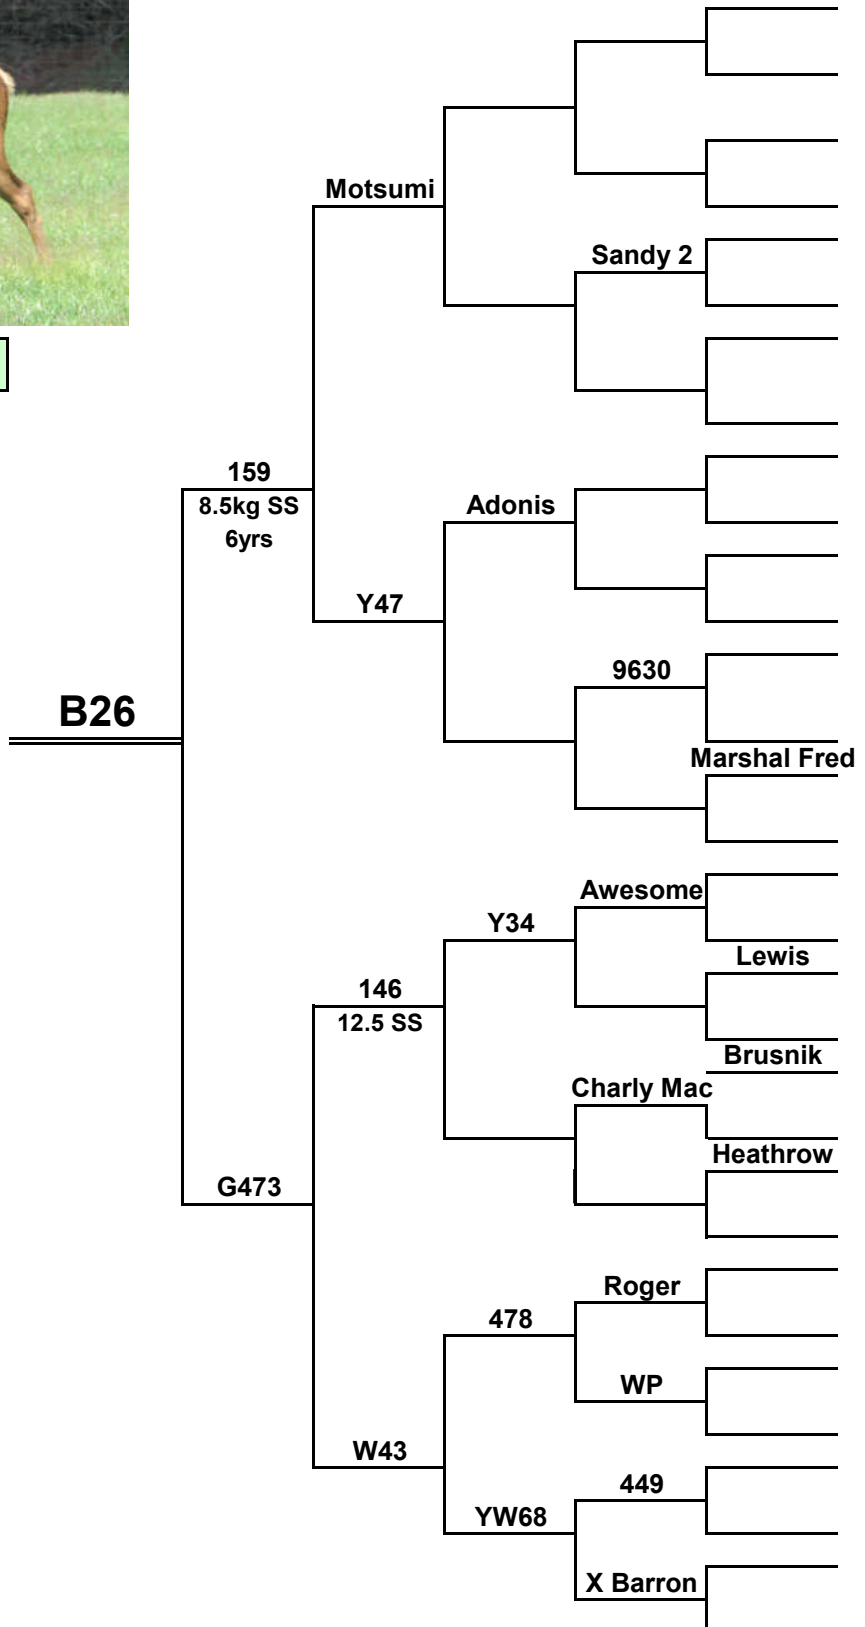 Motsumi
Sandy 2
159
8.5kg SS
6yrs
Adonis
Y47
9630
B26
Marshal Fred
Awesome
Y34
Lewis
146
12.5 SS
Brusnik
Charly Mac
Heathrow
G473
Roger
478
WP
W43
449
YW68
X Barron